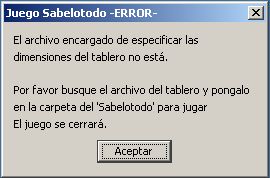 Juego Sabelotodo -ERROR-
El archivo encargado de especificar las
dimensiones del tablero no está.
Por favor busque el archivo del tablero y pongalo
en la carpeta del 'Sabelotodo' para jugar
El juego se cerrará.
Aceptar